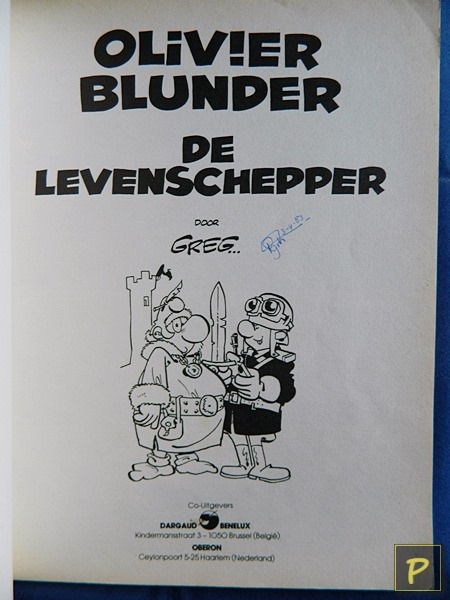 OLiV!ER
BLUNDER
DE
LEVENSCHEPPER
DOOR
GREG...
Co-Uitgevers
DARGAUD BENELUX
Kindermansstraat 3 – 1050 Brussel (België)
OBERON
Ceylonpoort 5-25 Haarlem (Nederland)
P